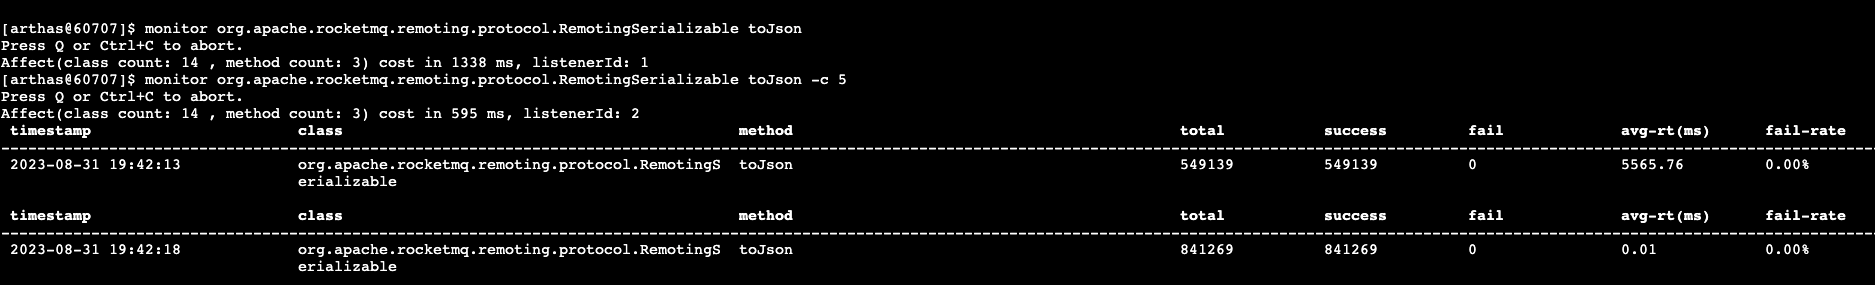 [arthas@60707]$ monitor org.apache.rocketmq.remoting.protocol.RemotingSerializable toJson
Press Q or Ctrl+C to abort.
Affect(class count: 14 , method count: 3) cost in 1338 ms, listenerId: 1
[arthas@60707]$ monitor org.apache.rocketmq.remoting.protocol.RemotingSerializable toJson -c 5
Press Q or Ctrl+C to abort.
Affect(class count: 14 , method count: 3) cost in 595 ms, listenerId: 2
timestamp class method total success fail avg-rt(ms) fail-rate
2023-08-31 19:42:13 org.apache.rocketmq.remoting.protocol.RemotingS toJson 549139 549139 0 5565.76 0.00%
erializable
timestamp class method total success fail avg-rt(ms) fail-rate
2023-08-31 19:42:18 org.apache.rocketmq.remoting.protocol.RemotingS toJson 841269 841269 0 0.01 0.00%
erializable